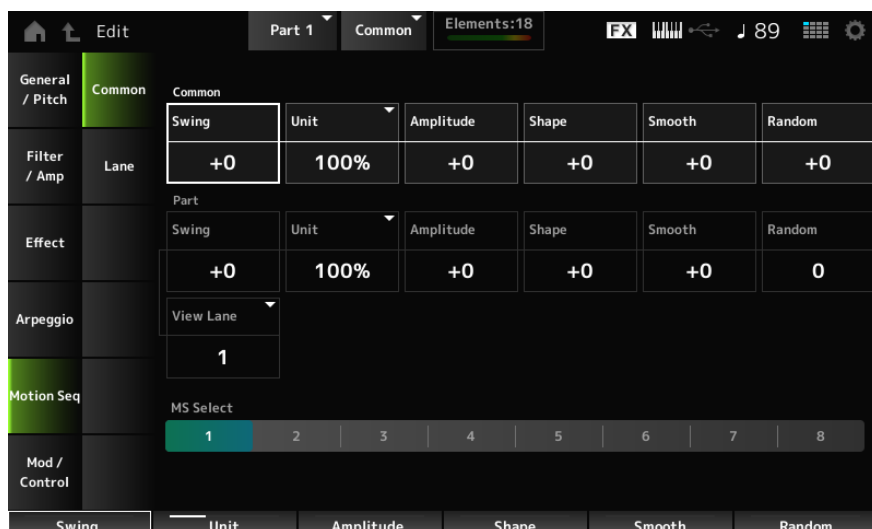 Edit
Part 1
Common
Elements:18
FX
89
General
/ Pitch
Common
Common
Swing
Unit
Amplitude
Shape
Smooth
Random
+0
100%
+0
+0
+0
+0
Filter
/ Amp
Lane
Part
Swing
Unit
Amplitude
Shape
Smooth
Random
+0
100%
+0
+0
+0
0
Effect
Arpeggio
View Lane
1
Motion Seq
MS Select
1
2
3
4
5
6
7
8
Mod /
Control
Swing
Unit
Amplitude
Shape
Smooth
Random